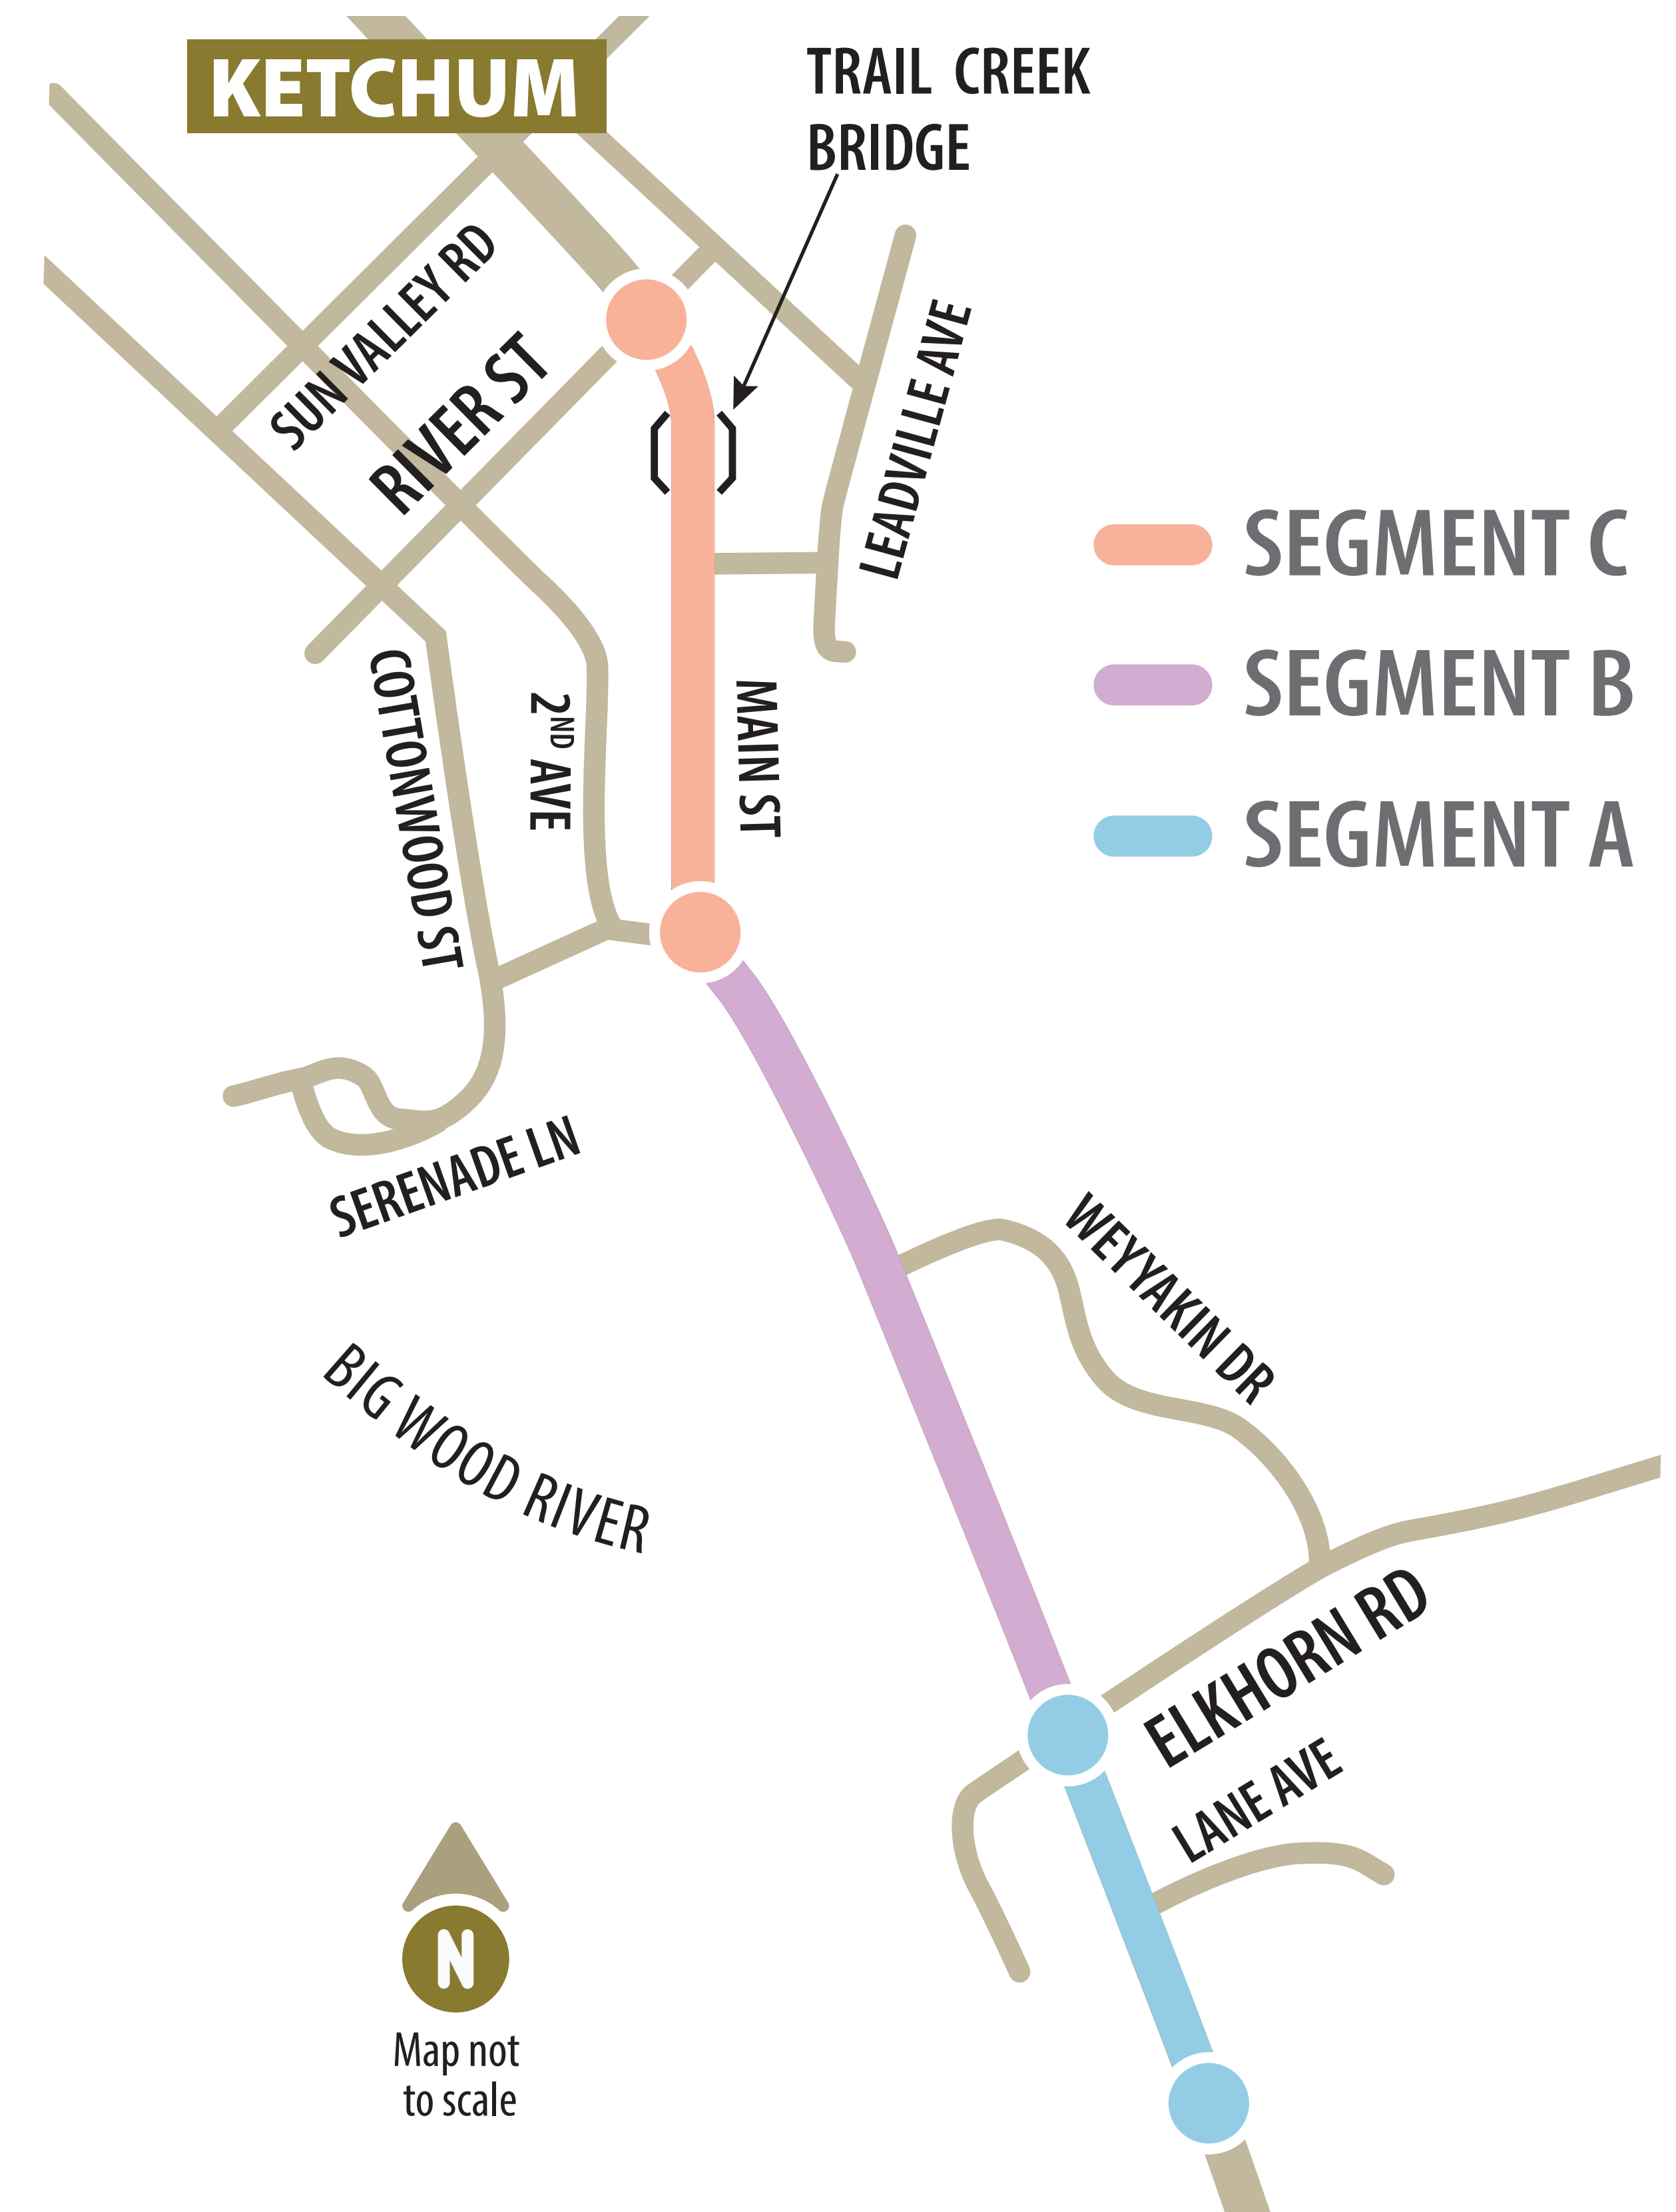 KETCHUM
TRAIL CREEK
BRIDGE
SUN VALLEY RD
RIVER ST
LEADVILLE AVE
SEGMENT C
SEGMENT B
SEGMENT A
COTTONWOOD ST
2ND AVE
MAIN ST
SERENADE LN
WEYYAKIN DR
BIG WOOD RIVER
ELKHORN RD
LANE AVE
N
Map not
to scale